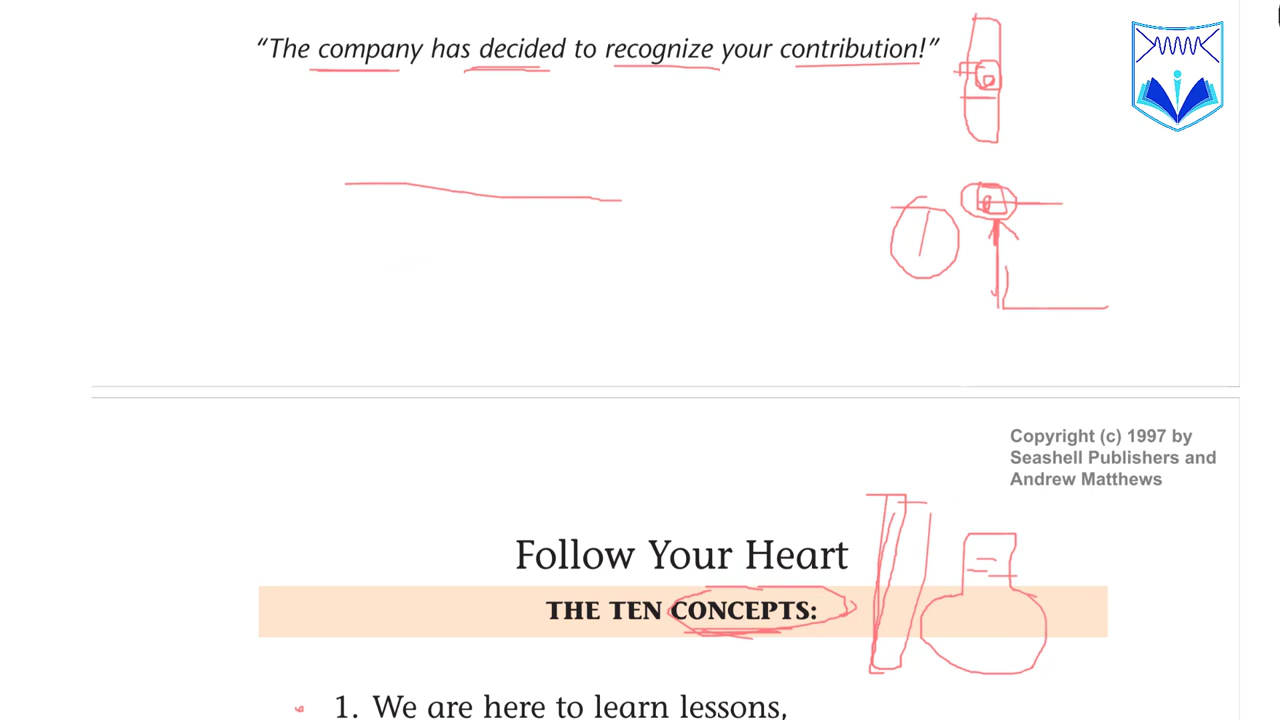 “The company has decided to recognize your contribution!”
Copyright (c) 1997 by
Seashell Publishers and
Andrew Matthews
Follow Your Heart
THE TEN CONCEPTS:
1. We are here to learn lessons,